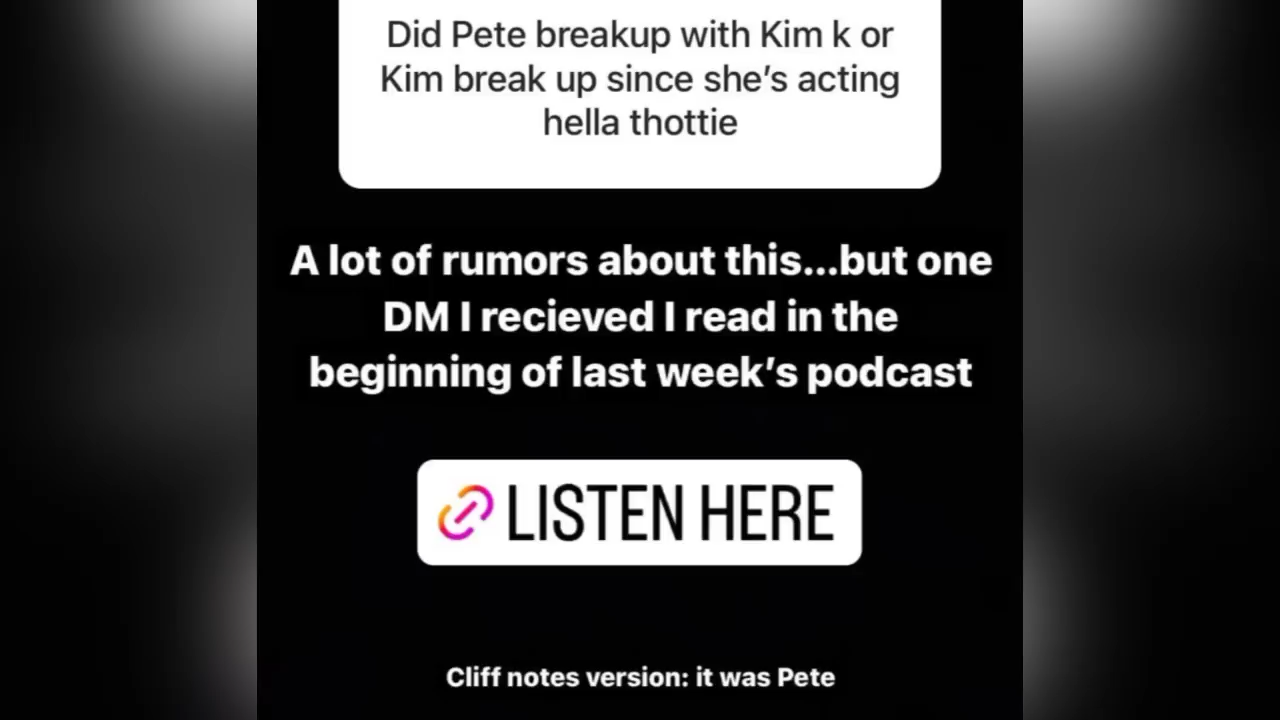 Did Pete breakup with Kim k or
Kim break up since she's acting
hella thottie
A lot of rumors about this...but one
DM I recieved I read in the
beginning of last week's podcast
LISTEN HERE
Cliff notes version: it was Pete